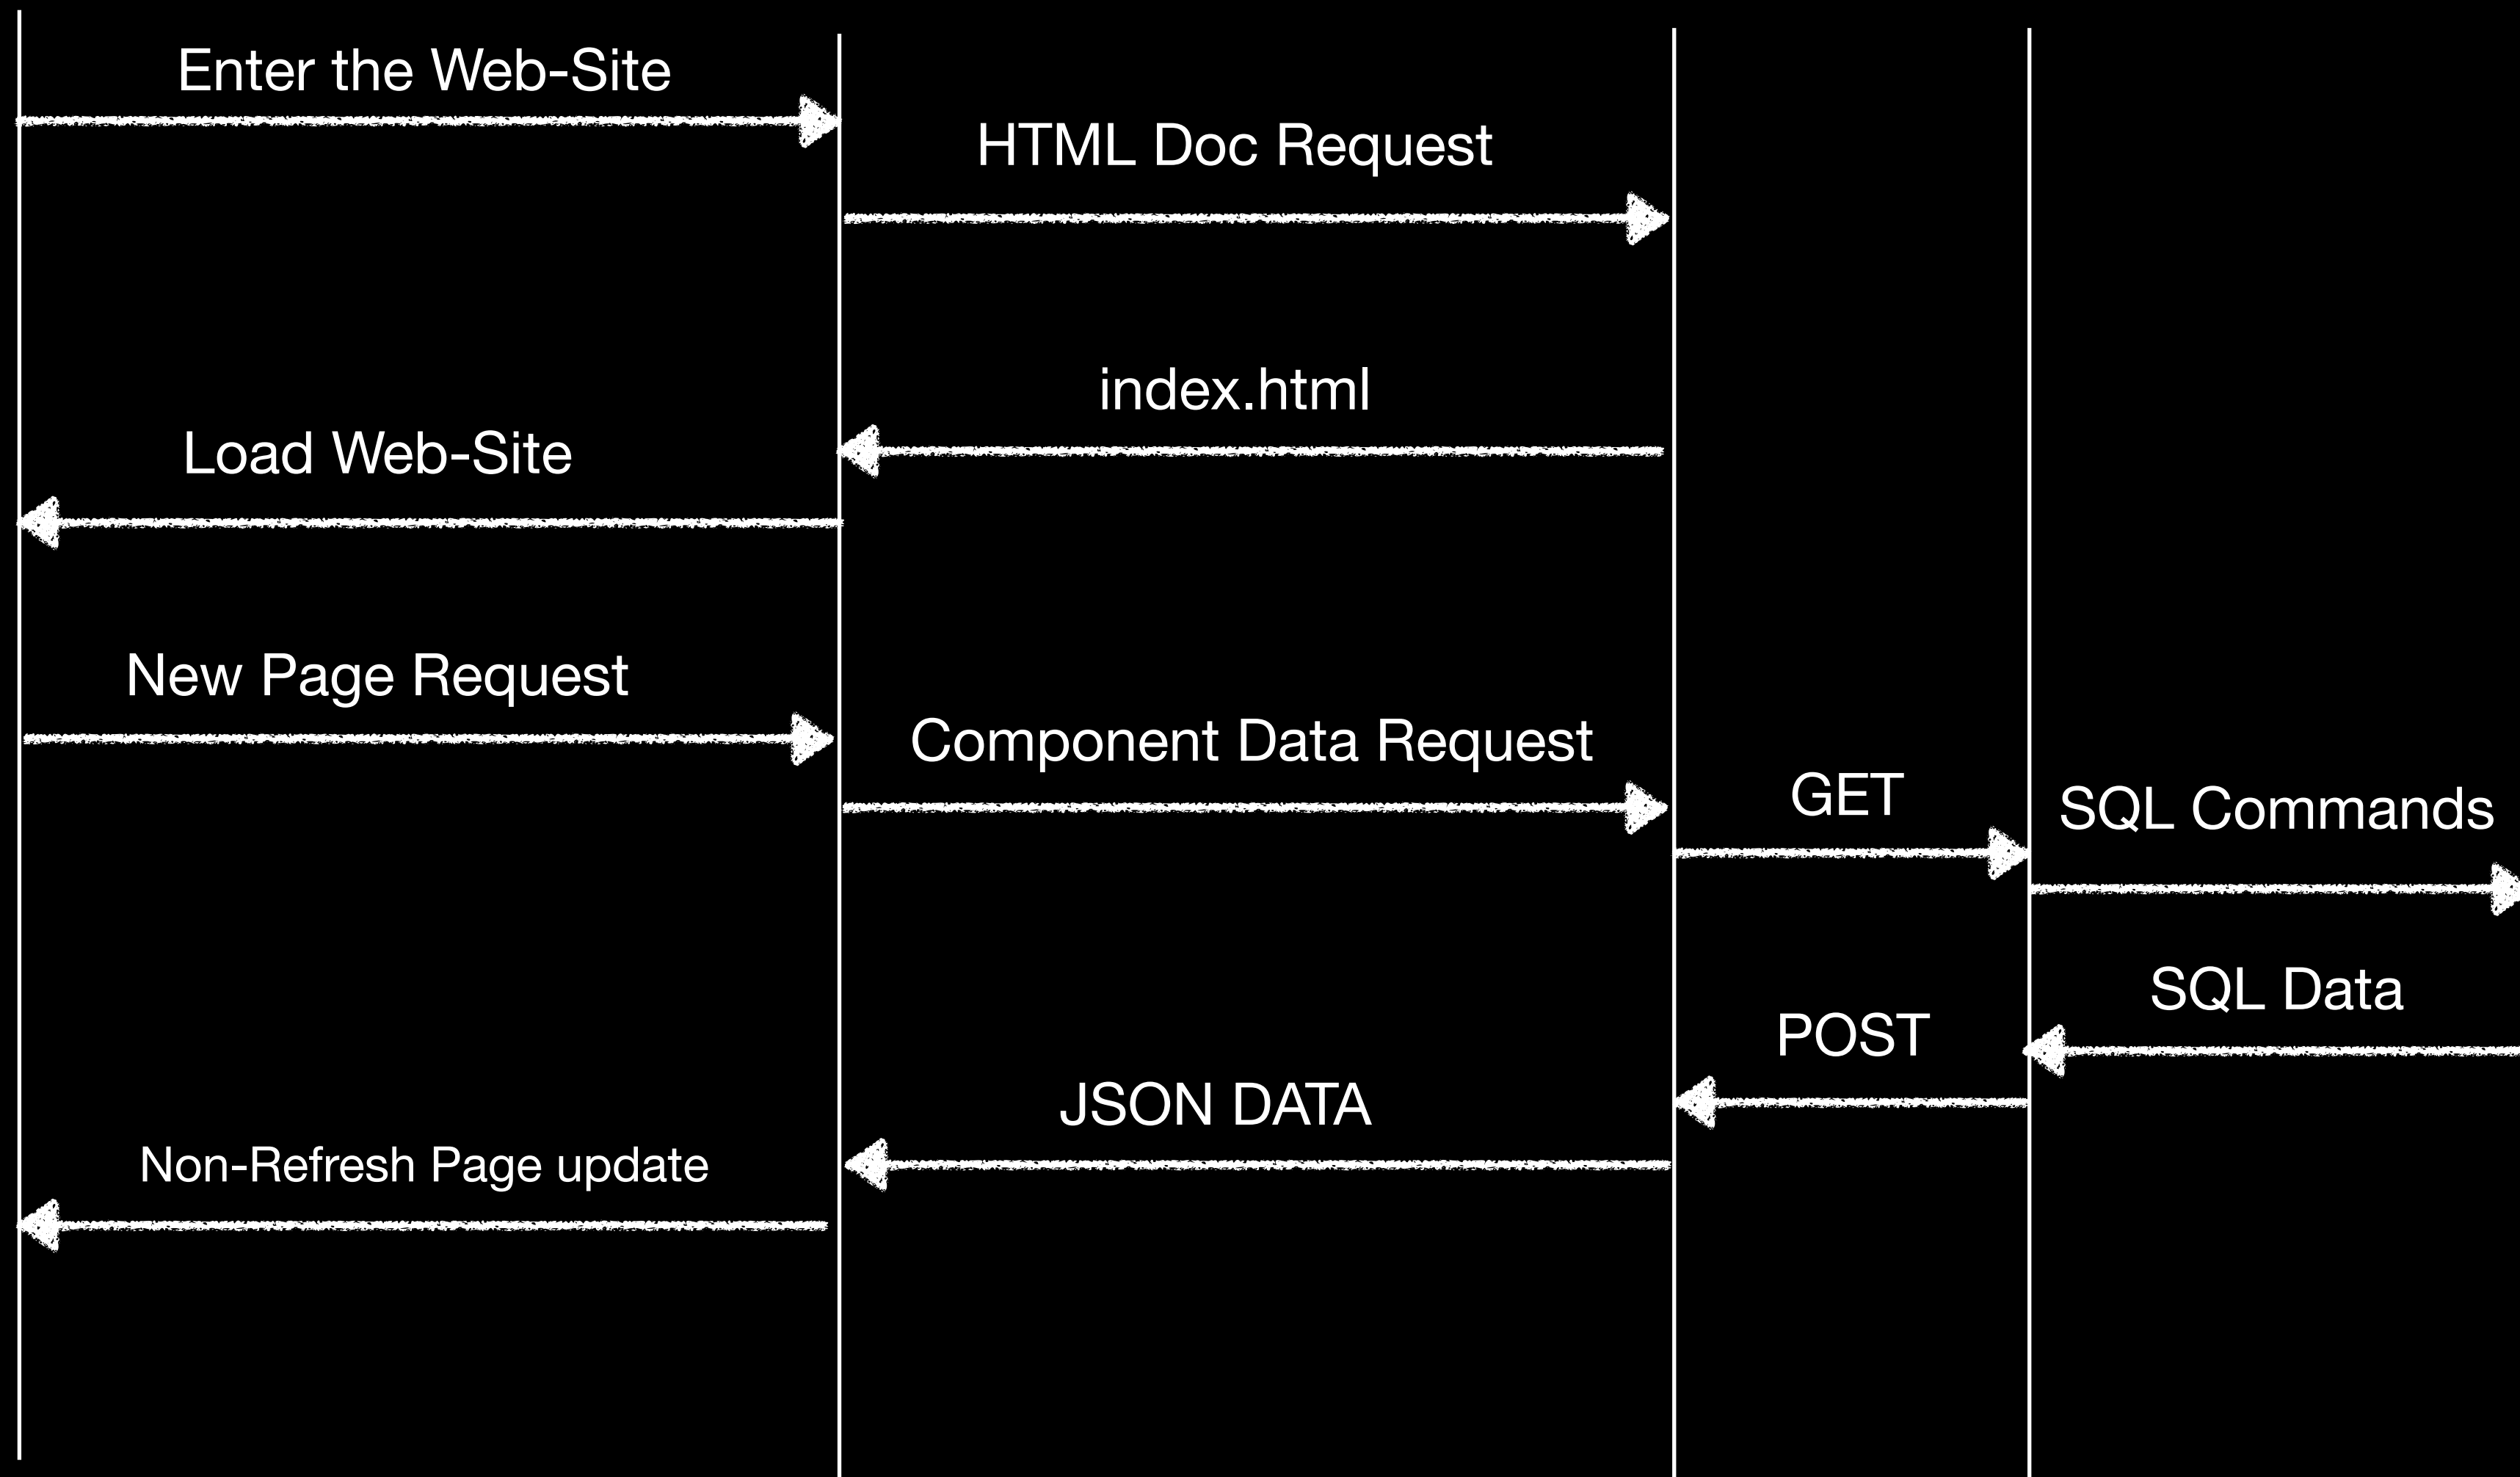 Enter the Web-Site
HTML Doc Request
index.html
Load Web-Site
New Page Request
Component Data Request
GET
SQL Commands
SQL Data
POST
JSON DATA
Non-Refresh Page update